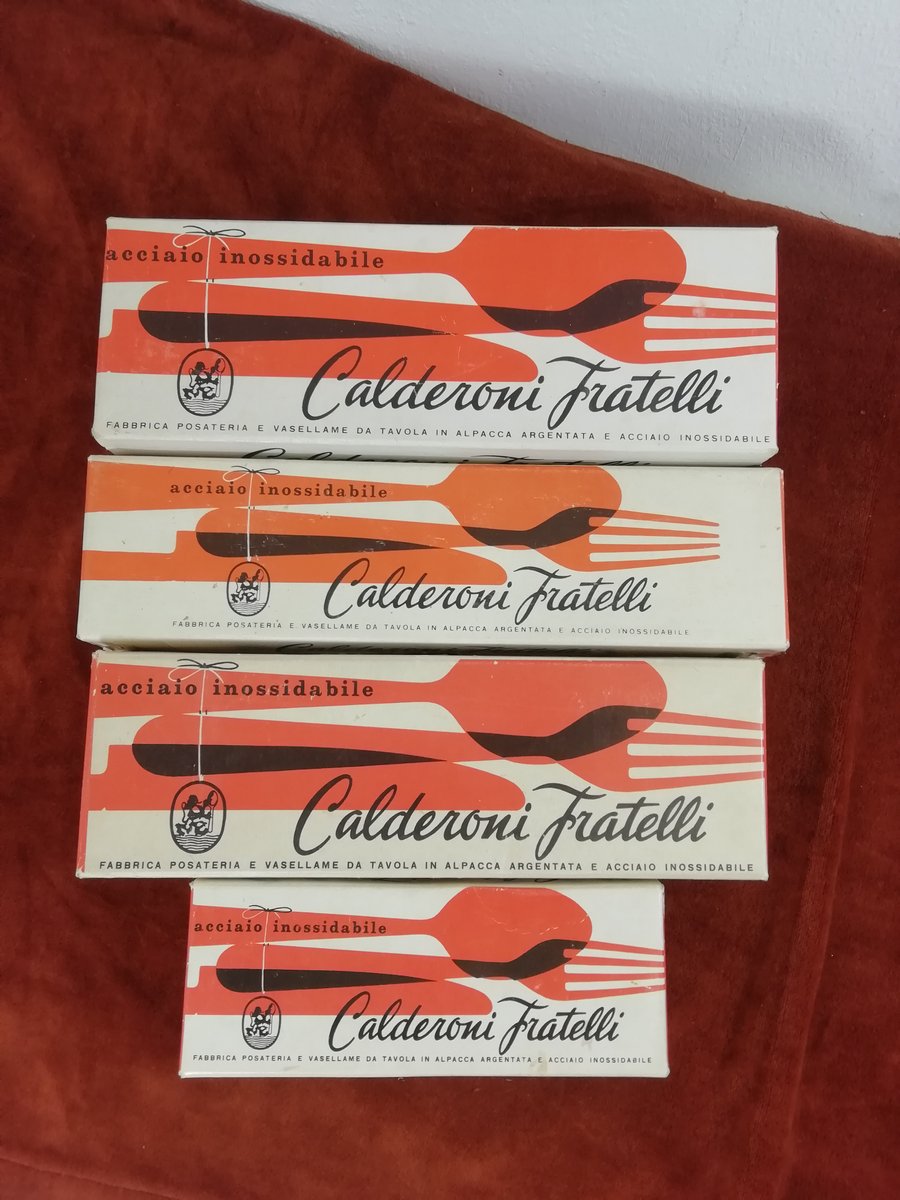 acciaio inossidabile
Calderoni Fratelli
FABBRICA POSATERIA E VASELLAME DA TAVOLA IN ALPACCA ARGENTATA E ACCIAIO INOSSIDABILE
acciaio inossidabile
Calderoni Fratelli
FABBRICA POSATERIA E VASELLAME DA TAVOLA IN ALPACCA ARGENTATA E ACCIAIO INOSSIDABILE
acciaio inossidabile
Calderoni Fratelli
FABBRICA POSATERIA E VASELLAME DA TAVOLA IN ALPACCA ARGENTATA E ACCIAIO INOSSIDABILE
acciaio inossidabile
Calderoni Fratelli
FABBRICA POSATERIA E VASELLAME DA TAVOLA IN ALPACCA ARGENTATA E ACCIAIO INOSSIDABILE